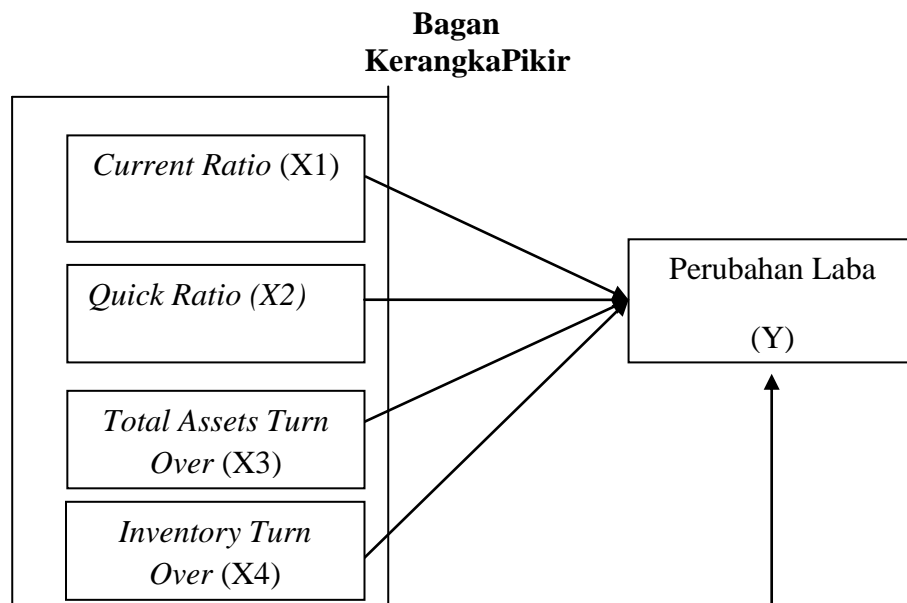 Bagan
KerangkaPikir
Current Ratio (X1)
Quick Ratio (X2)
Total Assets Turn
Over (X3)
Inventory Turn
Over (X4)
Perubahan Laba
(Y)